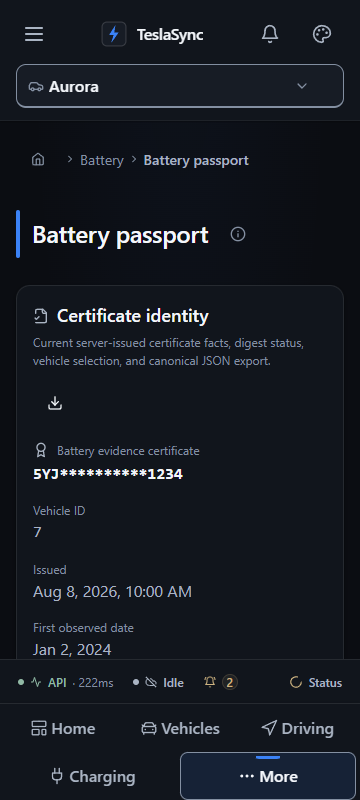 TeslaSync
Aurora
Battery
Battery passport
Battery passport
Certificate identity
Current server-issued certificate facts, digest status,
vehicle selection, and canonical JSON export.
Battery evidence certificate
5YJ**********1234
Vehicle ID
7
Issued
Aug 8, 2026, 10:00 AM
First observed date
Jan 2, 2024
API · 222ms Idle 2 Status
Home Vehicles Driving
Charging More